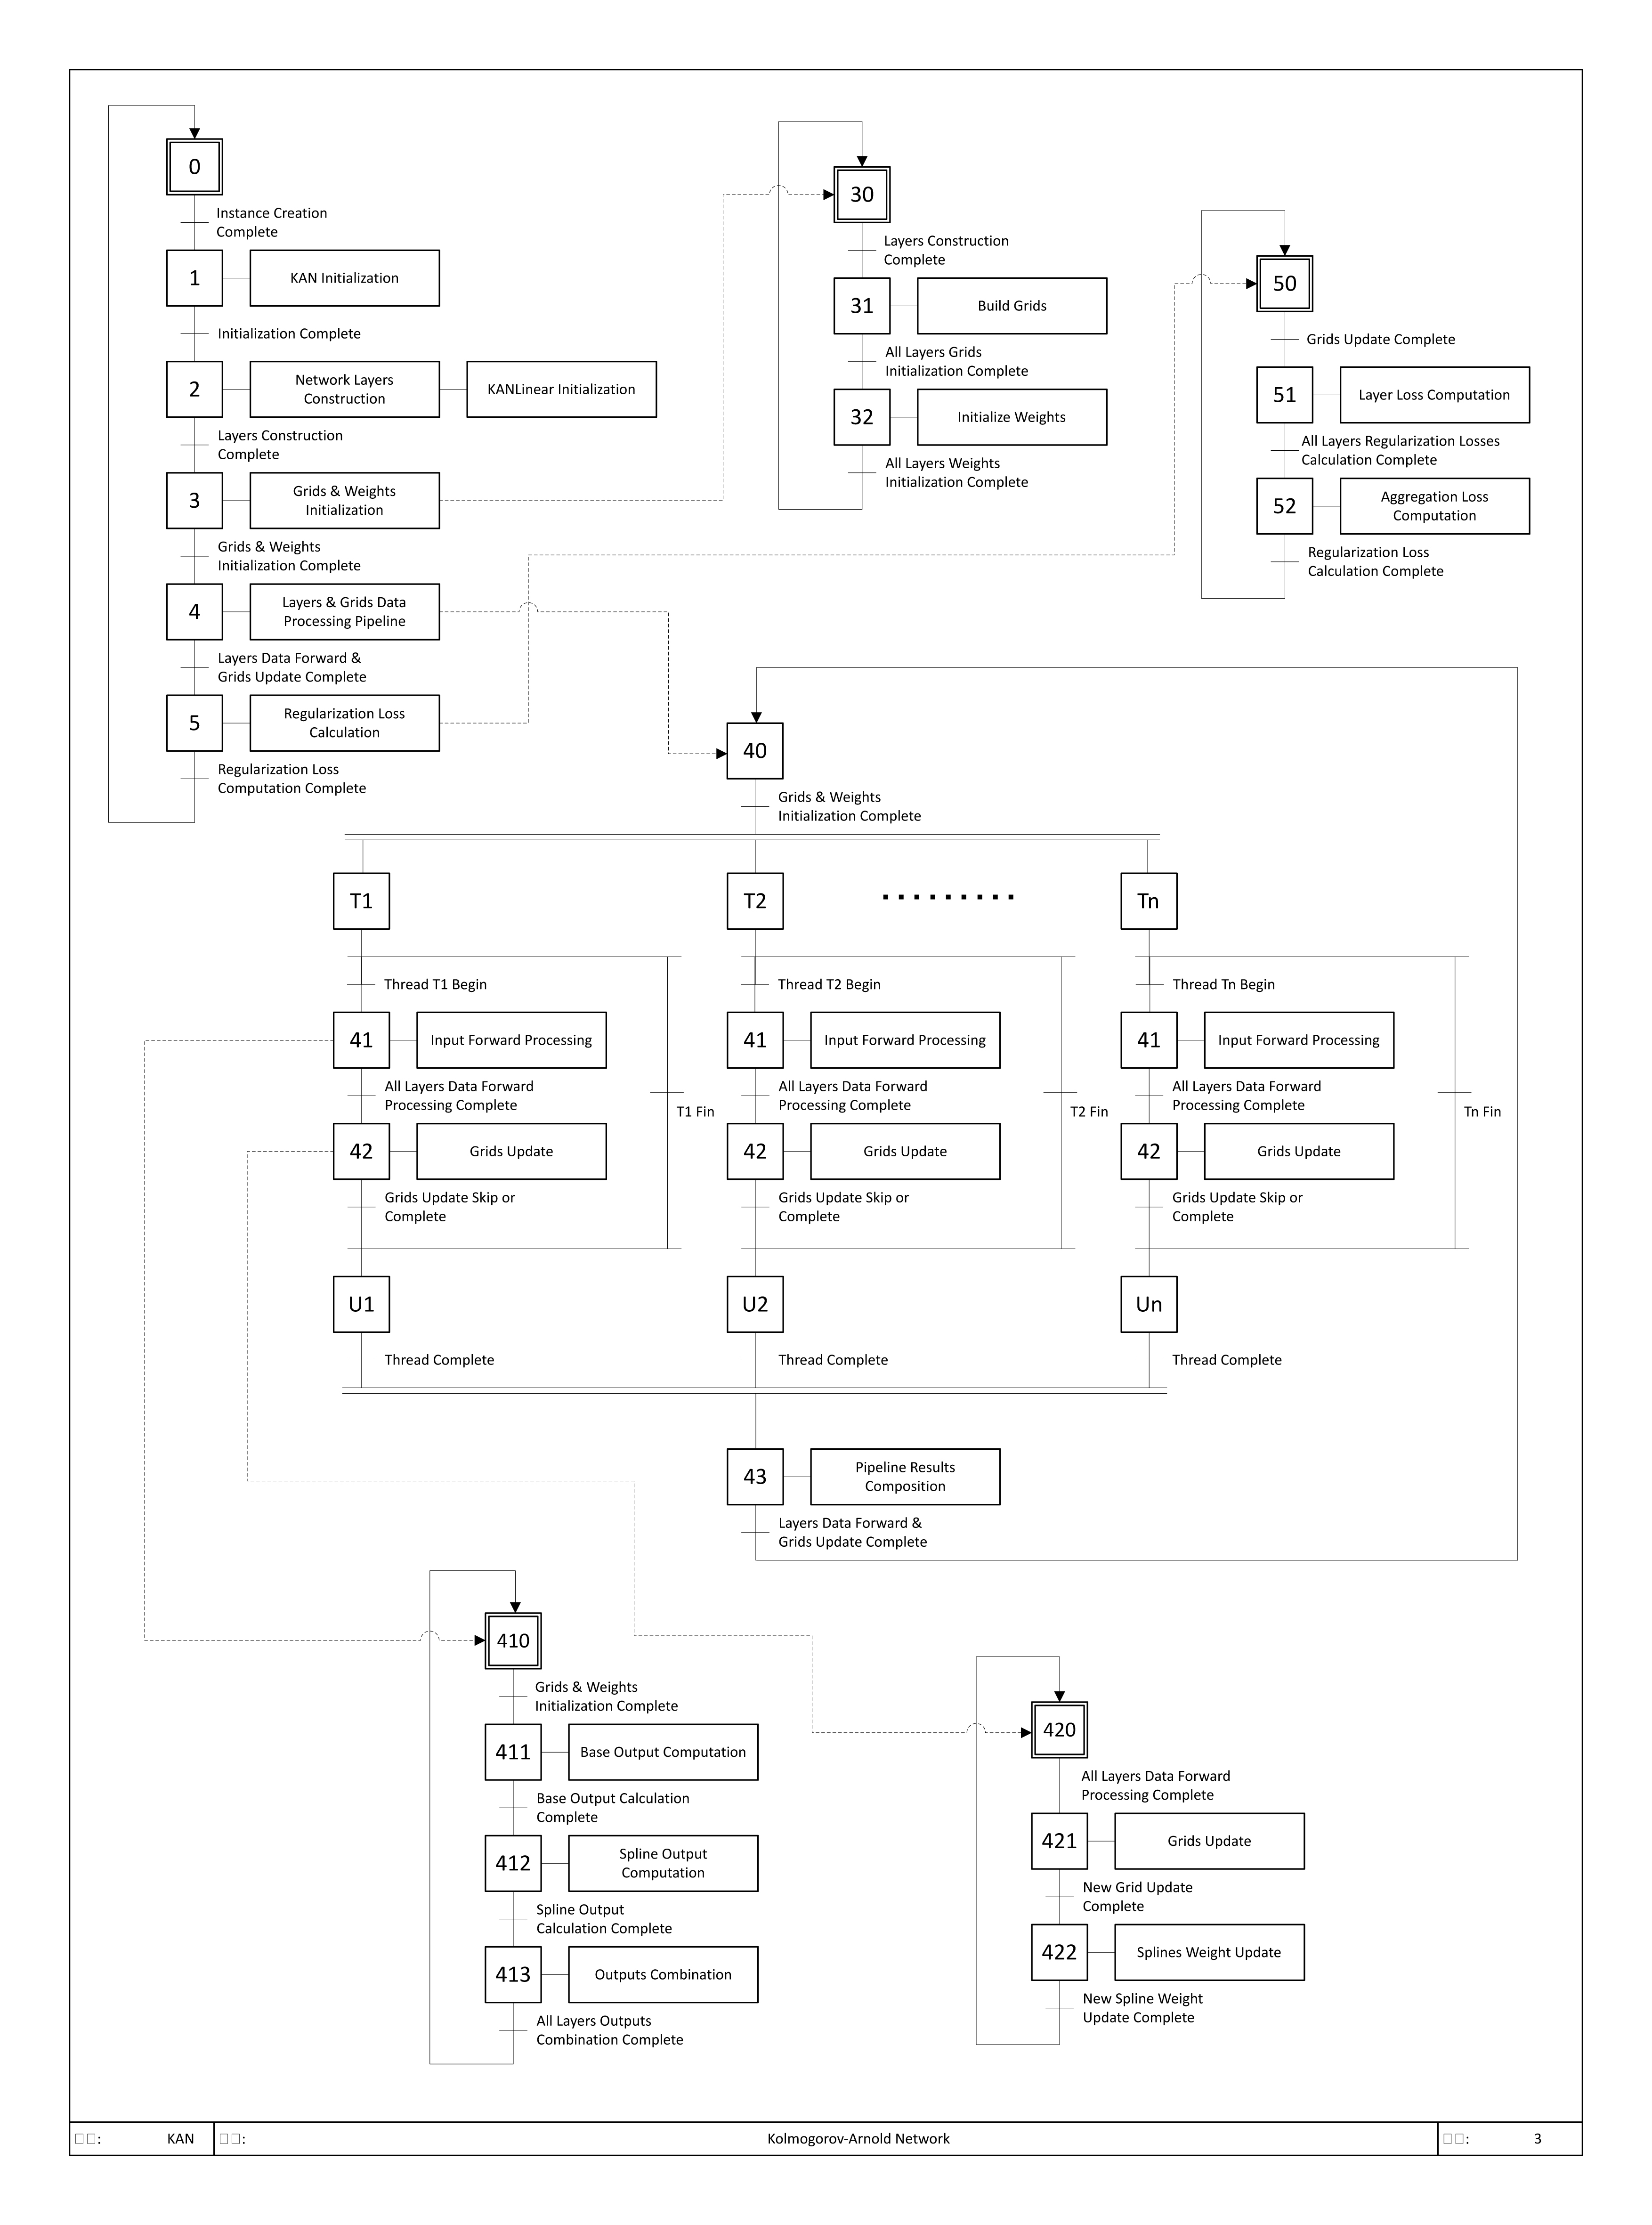 0
Instance Creation
Complete
1
KAN Initialization
Initialization Complete
2
Network Layers
Construction
KANLinear Initialization
Layers Construction
Complete
3
Grids & Weights
Initialization
Grids & Weights
Initialization Complete
4
Layers & Grids Data
Processing Pipeline
Layers Data Forward &
Grids Update Complete
5
Regularization Loss
Calculation
Regularization Loss
Computation Complete
30
Layers Construction
Complete
31
Build Grids
All Layers Grids
Initialization Complete
32
Initialize Weights
All Layers Weights
Initialization Complete
50
Grids Update Complete
51
Layer Loss Computation
All Layers Regularization Losses
Calculation Complete
52
Aggregation Loss
Computation
Regularization Loss
Calculation Complete
40
Grids & Weights
Initialization Complete
T1
Thread T1 Begin
41
Input Forward Processing
All Layers Data Forward
Processing Complete
T1 Fin
42
Grids Update
Grids Update Skip or
Complete
U1
Thread Complete
T2
.........
Thread T2 Begin
41
Input Forward Processing
All Layers Data Forward
Processing Complete
T2 Fin
42
Grids Update
Grids Update Skip or
Complete
U2
Thread Complete
Tn
Thread Tn Begin
41
Input Forward Processing
All Layers Data Forward
Processing Complete
Tn Fin
42
Grids Update
Grids Update Skip or
Complete
Un
Thread Complete
43
Pipeline Results
Composition
Layers Data Forward &
Grids Update Complete
410
Grids & Weights
Initialization Complete
411
Base Output Computation
Base Output Calculation
Complete
412
Spline Output
Computation
Spline Output
Calculation Complete
413
Outputs Combination
All Layers Outputs
Combination Complete
420
All Layers Data Forward
Processing Complete
421
Grids Update
New Grid Update
Complete
422
Splines Weight Update
New Spline Weight
Update Complete
□□: KAN
□□: Kolmogorov-Arnold Network
□□: 3